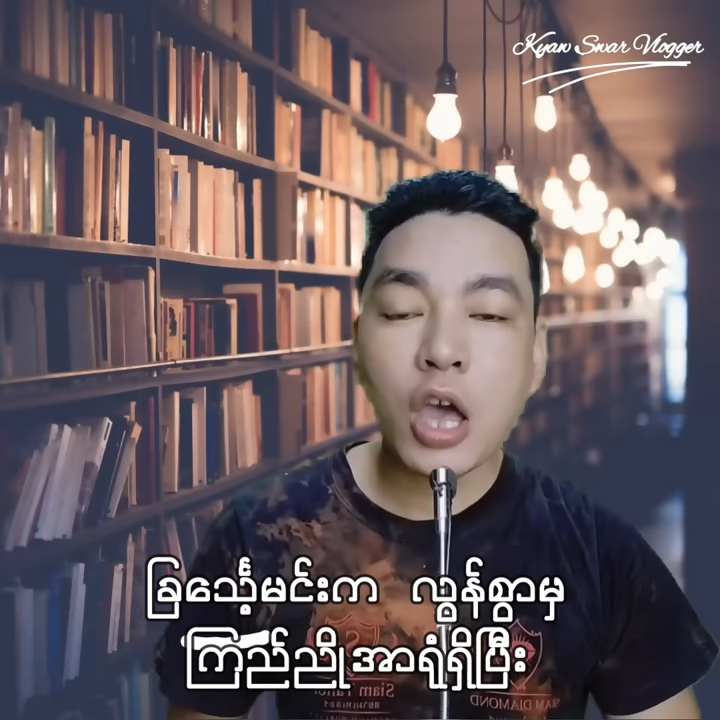 Kyaw Swar Vlogger
ခြင်္သေ့မင်းက လွန်စွာမှ
ကြည်ညိုအာရုံရှိပြီး